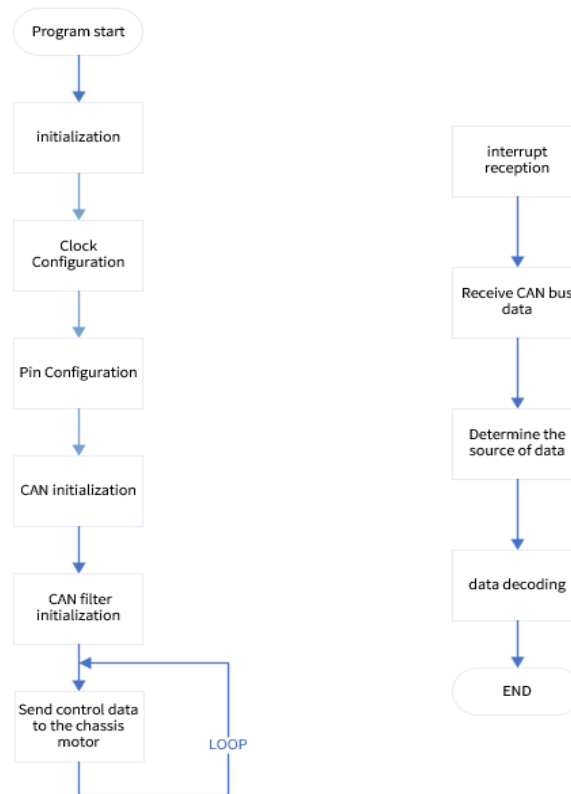 Program start
initialization
Clock
Configuration
Pin Configuration
CAN initialization
CAN filter
initialization
Send control data
to the chassis
motor
LOOP
interrupt
reception
Receive CAN bus
data
Determine the
source of data
data decoding
END